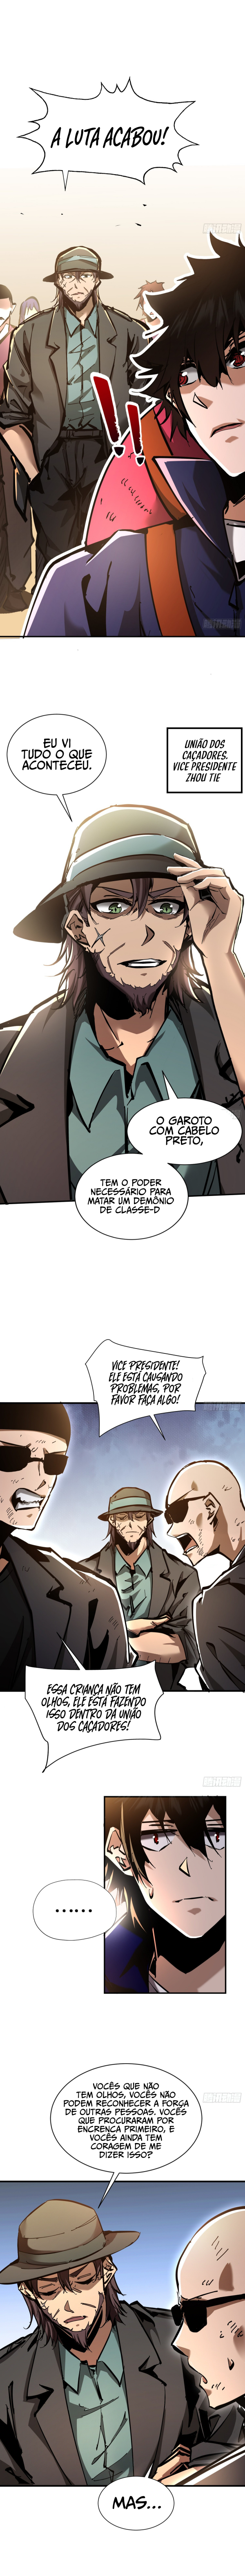 A LUTA ACABOU!
!!
EU VI
TUDO O QUE
ACONTECEU.
UNIÃO DOS
CAÇADORES.
VICE PRESIDENTE
ZHOU TIE
O GAROTO
COM CABELO
PRETO,
TEM O PODER
NECESSÁRIO PARA
MATAR UM DEMÔNIO
DE CLASSE-D
VICE PRESIDENTE!
ELE ESTÁ CAUSANDO
PROBLEMAS, POR
FAVOR FAÇA ALGO!
ESSA CRIANÇA NÃO TEM
OLHOS, ELE ESTÁ FAZENDO
ISSO DENTRO DA UNIÃO
DOS CAÇADORES!
......
VOCÊS QUE NÃO
TEM OLHOS, VOCÊS NÃO
PODEM RECONHECER A FORÇA
DE OUTRAS PESSOAS. VOCÊS
QUE PROCURARAM POR
ENCRENCA PRIMEIRO, E
VOCÊS AINDA TEM
CORAGEM DE ME
DIZER ISSO?
MAS...